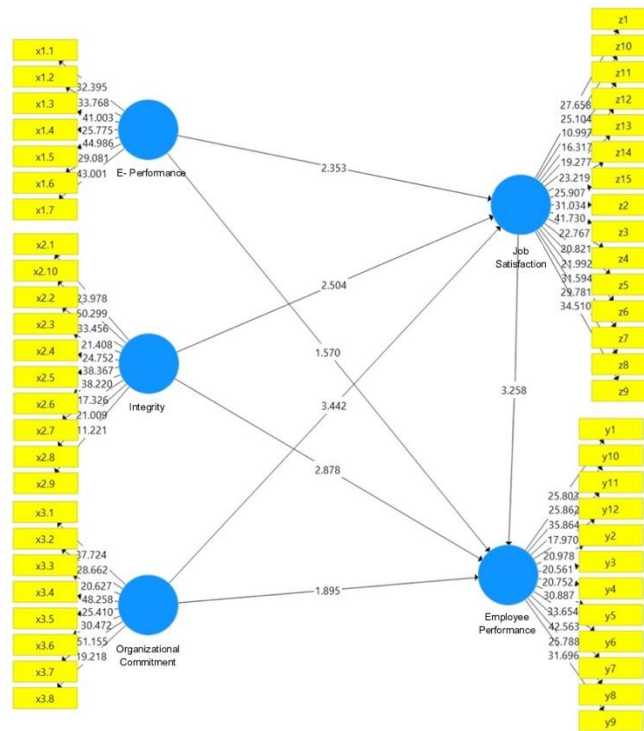 x1.1
x1.2
x1.3
x1.4
x1.5
x1.6
x1.7
32.395
33.768
41.003
25.775
44.986
29.081
43.001
E- Performance
x2.1
x2.10
x2.2
x2.3
x2.4
x2.5
x2.6
x2.7
x2.8
x2.9
23.978
50.299
33.456
21.408
24.752
38.367
38.220
17.326
21.009
11.221
Integrity
x3.1
x3.2
x3.3
x3.4
x3.5
x3.6
x3.7
x3.8
37.724
28.662
20.627
48.258
25.410
30.472
51.155
19.218
Organizational
Commitment
2.353
2.504
1.570
3.442
2.878
1.895
3.258
27.658
25.104
10.997
16.317
19.277
23.219
25.907
31.034
41.730
22.767
20.821
21.992
31.594
29.781
34.510
Job
Satisfaction
z1
z10
z11
z12
z13
z14
z15
z2
z3
z4
z5
z6
z7
z8
z9
25.803
25.862
35.864
17.970
20.978
20.561
20.752
30.887
33.654
42.563
25.788
31.696
Employee
Performance
y1
y10
y11
y12
y2
y3
y4
y5
y6
y7
y8
y9